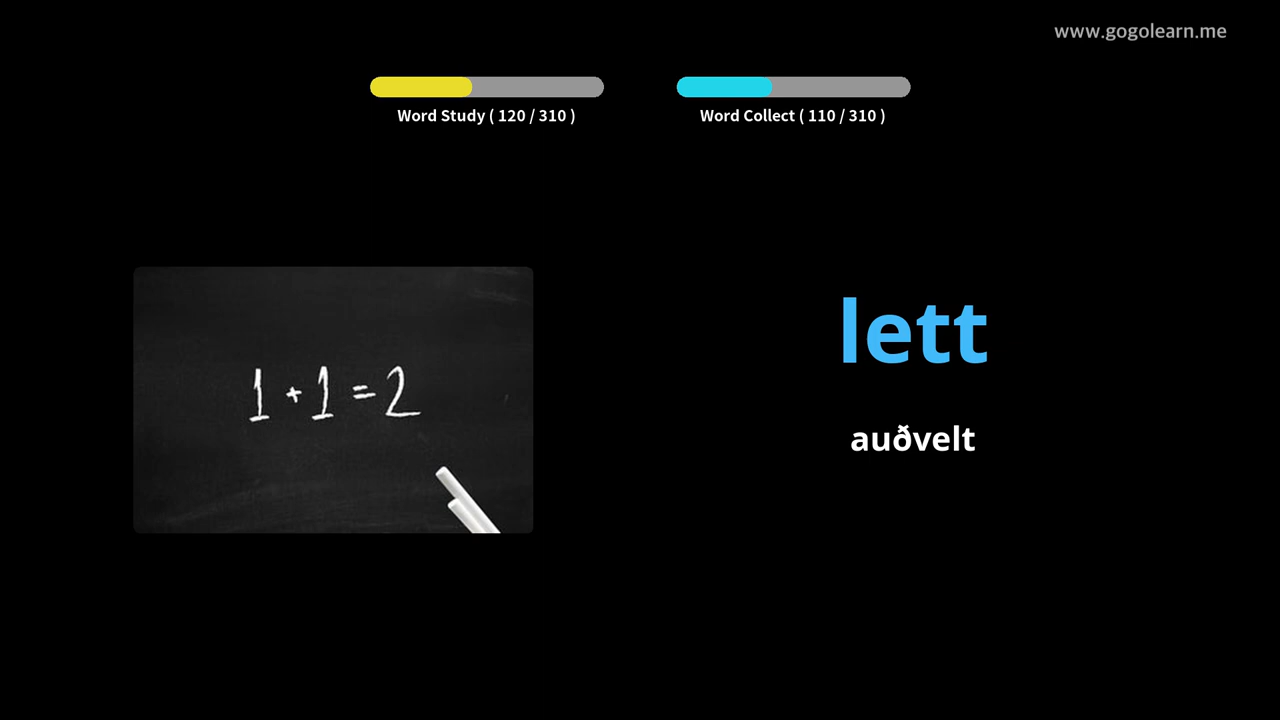 www.gogolearn.me
Word Study ( 120 / 310 )
Word Collect ( 110 / 310 )
1 + 1 = 2
lett
auðvelt